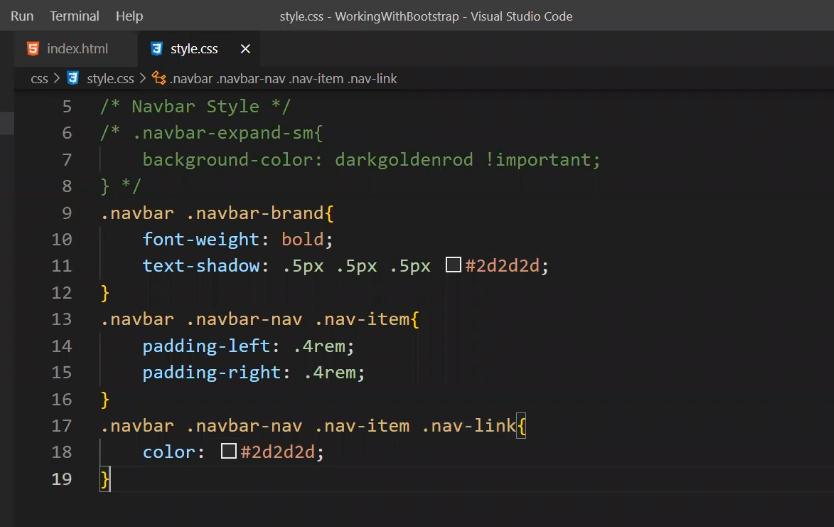 Run Terminal Help style.css - WorkingWithBootstrap - Visual Studio Code
index.html style.css ×
css > style.css > .navbar .navbar-nav .nav-item .nav-link
5 /* Navbar Style */
6 /* .navbar-expand-sm{
7     background-color: darkgoldenrod !important;
8 } */
9 .navbar .navbar-brand{
10     font-weight: bold;
11     text-shadow: .5px .5px .5px #2d2d2d;
12 }
13 .navbar .navbar-nav .nav-item{
14     padding-left: .4rem;
15     padding-right: .4rem;
16 }
17 .navbar .navbar-nav .nav-item .nav-link{
18     color: #2d2d2d;
19 }